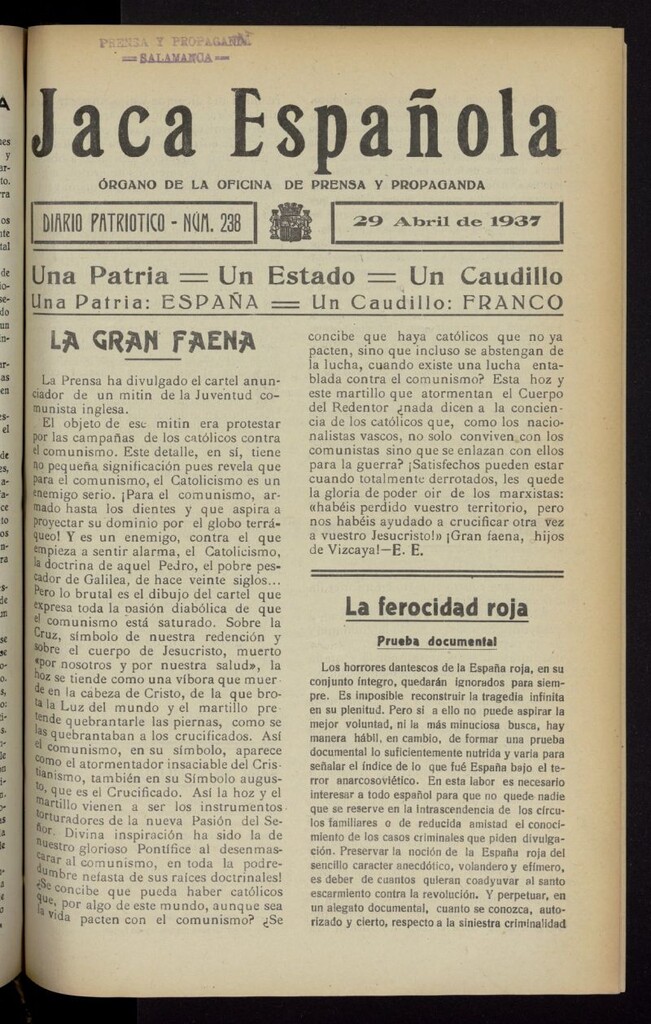 PRENSA Y PROPAGANDA
SALAMANCA
Jaca Española
ÓRGANO DE LA OFICINA DE PRENSA Y PROPAGANDA
DIARIO PATRIOTICO - NÚM. 238
29 Abril de 1937
Una Patria = Un Estado = Un Caudillo
Una Patria: ESPAÑA = Un Caudillo: FRANCO
LA GRAN FAENA
La Prensa ha divulgado el cartel anun-
ciador de un mitin de la Juventud co-
munista inglesa.
El objeto de ese mitin era protestar
por las campañas de los católicos contra
el comunismo. Este detalle, en sí, tiene
no pequeña significación pues revela que
para el comunismo, el Catolicismo es un
enemigo serio. ¡Para el comunismo, ar-
mado hasta los dientes y que aspira a
proyectar su dominio por el globo terrá-
queo! Y es un enemigo, contra el que
empieza a sentir alarma, el Catolicismo,
la doctrina de aquel Pedro, el pobre pes-
cador de Galilea, de hace veinte siglos...
Pero lo brutal es el dibujo del cartel que
expresa toda la pasión diabólica de que
el comunismo está saturado. Sobre la
Cruz, símbolo de nuestra redención y
sobre el cuerpo de Jesucristo, muerto
«por nosotros y por nuestra salud», la
hoz se tiende como una víbora que muer-
de en la cabeza de Cristo, de la que bro-
ta la Luz del mundo y el martillo pre
tende quebrantarle las piernas, como se
las quebrantaban a los crucificados. Así
el comunismo, en su símbolo, aparece
como el atormentador insaciable del Cris-
tianismo, también en su Símbolo augus-
to, que es el Crucificado. Así la hoz y el
martillo vienen a ser los instrumentos
torturadores de la nueva Pasión del Se-
ñor. Divina inspiración ha sido la de
nuestro glorioso Pontífice al desenmas-
carar al comunismo, en toda la podre-
dumbre nefasta de sus raíces doctrinales!
¿Se concibe que pueda haber católicos
que, por algo de este mundo, aunque sea
la vida pacten con el comunismo? ¿Se
concibe que haya católicos que no ya
pacten, sino que incluso se abstengan de
la lucha, cuando existe una lucha enta-
blada contra el comunismo? Esta hoz y
este martillo que atormentan el Cuerpo
del Redentor ¿nada dicen a la concien-
cia de los católicos que, como los nacio-
nalistas vascos, no solo conviven con los
comunistas sino que se enlazan con ellos
para la guerra? ¡Satisfechos pueden estar
cuando totalmente derrotados, les quede
la gloria de poder oir de los marxistas:
«habéis perdido vuestro territorio, pero
nos habéis ayudado a crucificar otra vez
a vuestro Jesucristo!» ¡Gran faena, hijos
de Vizcaya!—E. E.
La ferocidad roja
Prueba documental
Los horrores dantescos de la España roja, en su
conjunto íntegro, quedarán ignorados para siem-
pre. Es imposible reconstruir la tragedia infinita
en su plenitud. Pero si a ello no puede aspirar la
mejor voluntad, ni la más minuciosa busca, hay
manera hábil, en cambio, de formar una prueba
documental lo suficientemente nutrida y varia para
señalar el índice de lo que fué España bajo el te-
rror anarcosoviético. En esta labor es necesario
interesar a todo español para que no quede nadie
que se reserve en la intrascendencia de los círcu-
los familiares o de reducida amistad el conoci-
miento de los casos criminales que piden divulga-
ción. Preservar la noción de la España roja del
sencillo caracter anecdótico, volandero y efímero,
es deber de cuantos quieran coadyuvar al santo
escarmiento contra la revolución. Y perpetuar, en
un alegato documental, cuanto se conozca, auto-
rizado y cierto, respecto a la siniestra criminalidad